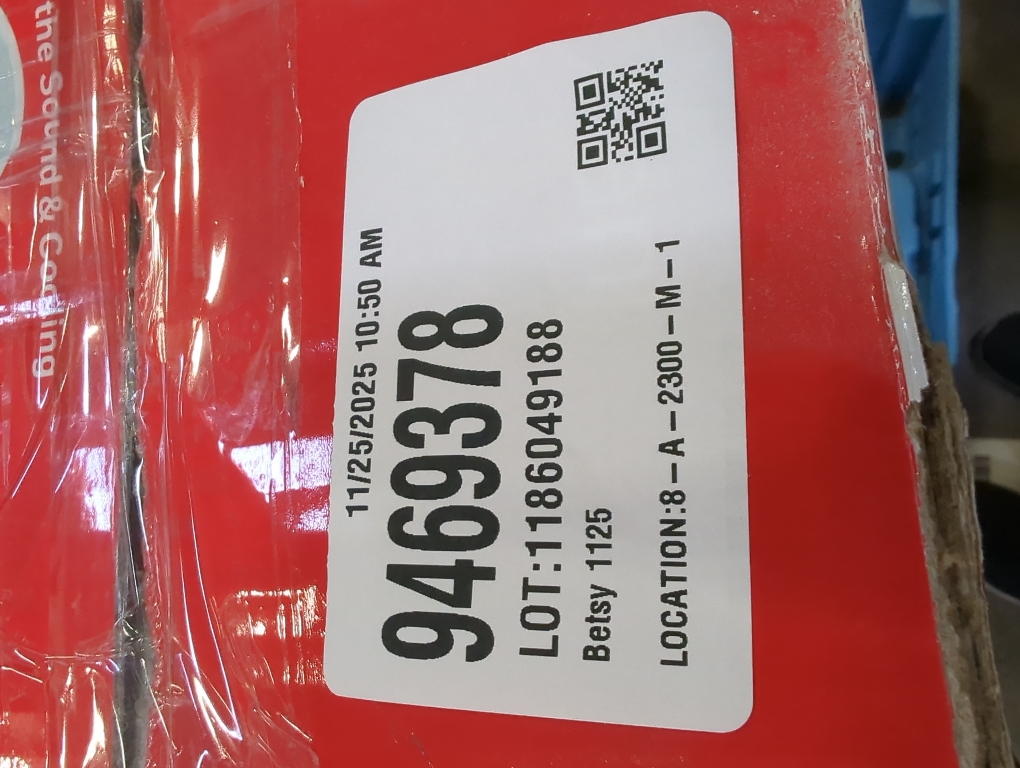 the Sound & Cooling
11/25/2025 10:50 AM
9469378
LOT:1186049188
Betsy 1125
LOCATION:8-A-2300-M-1